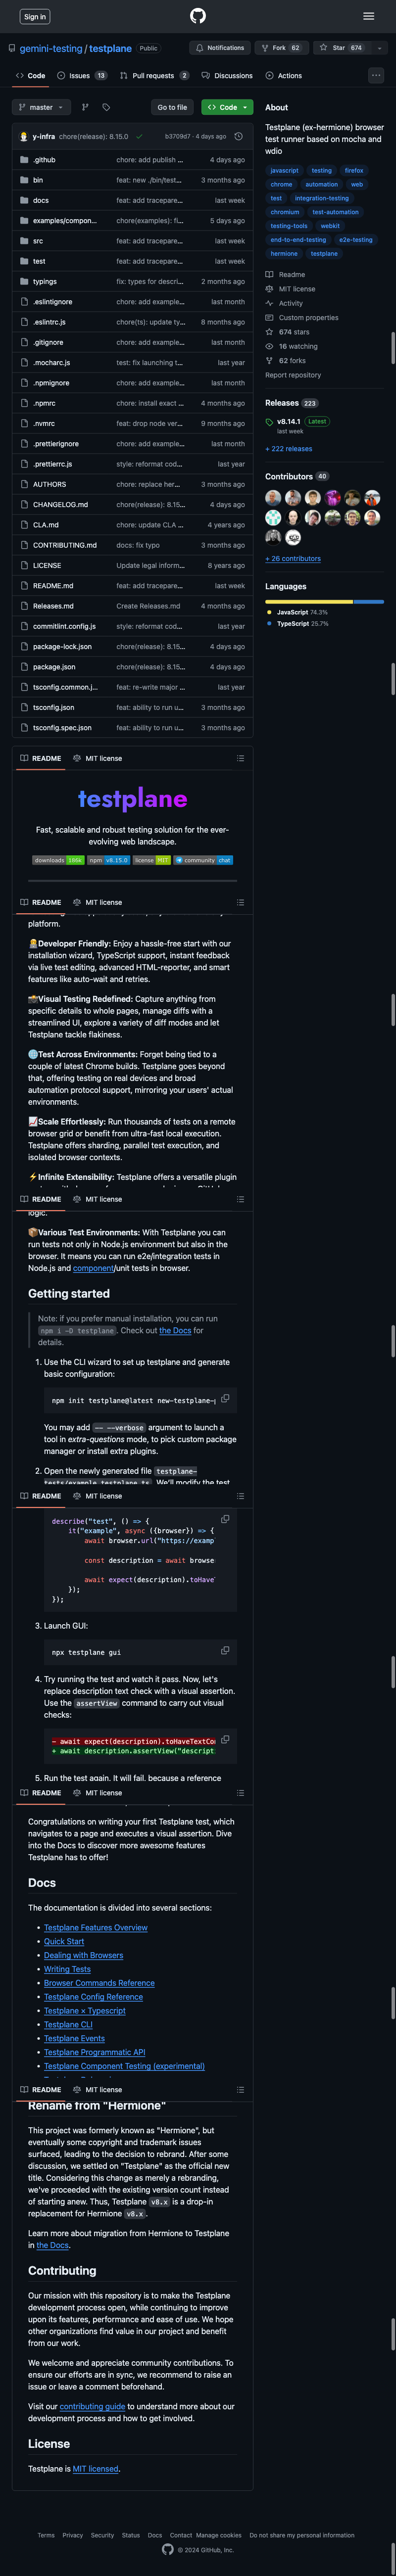 Sign in
gemini-testing / testplane Public
Notifications Fork 62 Star 674
Code Issues 13 Pull requests 2 Discussions Actions
master Go to file Code
y-infra chore(release): 8.15.0 b3709d7 · 4 days ago
.github chore: add publish ... 4 days ago
bin feat: new ./bin/test... 3 months ago
docs feat: add tracepare... last week
examples/compon... chore(examples): fi... 5 days ago
src feat: add tracepare... last week
test feat: add tracepare... last week
typings fix: types for descri... 2 months ago
.eslintignore chore: add example... last month
.eslintrc.js chore(ts): update ty... 8 months ago
.gitignore chore: add example... last month
.mocharc.js test: fix launching t... last year
.npmignore chore: add example... last month
.npmrc chore: install exact ... 4 months ago
.nvmrc feat: drop node ver... 9 months ago
.prettierignore chore: add example... last month
.prettierrc.js style: reformat cod... last year
AUTHORS chore: replace her... 3 months ago
CHANGELOG.md chore(release): 8.15... 4 days ago
CLA.md chore: update CLA ... 4 years ago
CONTRIBUTING.md docs: fix typo 3 months ago
LICENSE Update legal infor... 8 years ago
README.md feat: add tracepare... last week
Releases.md Create Releases.md 4 months ago
commitlint.config.js style: reformat cod... last year
package-lock.json chore(release): 8.15... 4 days ago
package.json chore(release): 8.15... 4 days ago
tsconfig.common.j... feat: re-write major ... last year
tsconfig.json feat: ability to run u... 3 months ago
tsconfig.spec.json feat: ability to run u... 3 months ago
About
Testplane (ex-hermione) browser
test runner based on mocha and
wdio
javascript testing firefox
chrome automation web
test integration-testing
chromium test-automation
testing-tools webkit
end-to-end-testing e2e-testing
hermione testplane
Readme
MIT license
Activity
Custom properties
674 stars
16 watching
62 forks
Report repository
Releases 223
v8.14.1 Latest
last week
+ 222 releases
Contributors 40
+ 26 contributors
Languages
JavaScript 74.3%
TypeScript 25.7%
README MIT license
testplane
Fast, scalable and robust testing solution for the ever-
evolving web landscape.
downloads 180k npm v8.15.0 license MIT community chat
README MIT license
platform.
Developer Friendly: Enjoy a hassle-free start with our
installation wizard, TypeScript support, instant feedback
via live test editing, advanced HTML-reporter, and smart
features like auto-wait and retries.
Visual Testing Redefined: Capture anything from
specific details to whole pages, manage diffs with a
streamlined UI, explore a variety of diff modes and let
Testplane tackle flakiness.
Test Across Environments: Forget being tied to a
couple of latest Chrome builds. Testplane goes beyond
that, offering testing on real devices and broad
automation protocol support, mirroring your users' actual
environments.
Scale Effortlessly: Run thousands of tests on a remote
browser grid or benefit from ultra-fast local execution.
Testplane offers sharding, parallel test execution, and
isolated browser contexts.
Infinite Extensibility: Testplane offers a versatile plugin
README MIT license
logic.
Various Test Environments: With Testplane you can
run tests not only in Node.js environment but also in the
browser. It means you can run e2e/integration tests in
Node.js and component/unit tests in browser.
Getting started
Note: if you prefer manual installation, you can run
npm i -D testplane. Check out the Docs for
details.
1. Use the CLI wizard to set up testplane and generate
basic configuration:
npm init testplane@latest new-testplane-p
You may add -- --verbose argument to launch a
tool in extra-questions mode, to pick custom package
manager or install extra plugins.
2. Open the newly generated file testplane-
tests/example.testplane.ts. We'll modify the test
README MIT license
describe("test", () => {
it("example", async ({browser}) => {
await browser.url("https://examp
const description = await browse
await expect(description).toHaveT
});
});
3. Launch GUI:
npx testplane gui
4. Try running the test and watch it pass. Now, let's
replace description text check with a visual assertion.
Use the assertView command to carry out visual
checks:
- await expect(description).toHaveTextCon
+ await description.assertView("descript
5. Run the test again. It will fail, because a reference
README MIT license
Congratulations on writing your first Testplane test, which
navigates to a page and executes a visual assertion. Dive
into the Docs to discover more awesome features
Testplane has to offer!
Docs
The documentation is divided into several sections:
Testplane Features Overview
Quick Start
Dealing with Browsers
Writing Tests
Browser Commands Reference
Testplane Config Reference
Testplane × Typescript
Testplane CLI
Testplane Events
Testplane Programmatic API
Testplane Component Testing (experimental)
README MIT license
Rename from "Hermione"
This project was formerly known as "Hermione", but
eventually some copyright and trademark issues
surfaced, leading to the decision to rebrand. After some
discussion, we settled on "Testplane" as the official new
title. Considering this change as merely a rebranding,
we've proceeded with the existing version count instead
of starting anew. Thus, Testplane v8.x is a drop-in
replacement for Hermione v8.x.
Learn more about migration from Hermione to Testplane
in the Docs.
Contributing
Our mission with this repository is to make the Testplane
development process open, while continuing to improve
upon its features, performance and ease of use. We hope
other organizations find value in our project and benefit
from our work.
We welcome and appreciate community contributions. To
ensure our efforts are in sync, we recommend to raise an
issue or leave a comment beforehand.
Visit our contributing guide to understand more about our
development process and how to get involved.
License
Testplane is MIT licensed.
Terms Privacy Security Status Docs Contact Manage cookies Do not share my personal information
© 2024 GitHub, Inc.